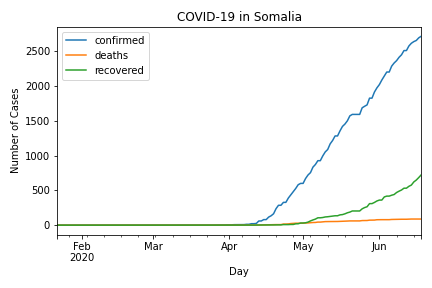 COVID-19 in Somalia
confirmed
deaths
recovered
Number of Cases
2500
2000
1500
1000
500
0
Feb
2020
Mar
Apr
May
Jun
Day